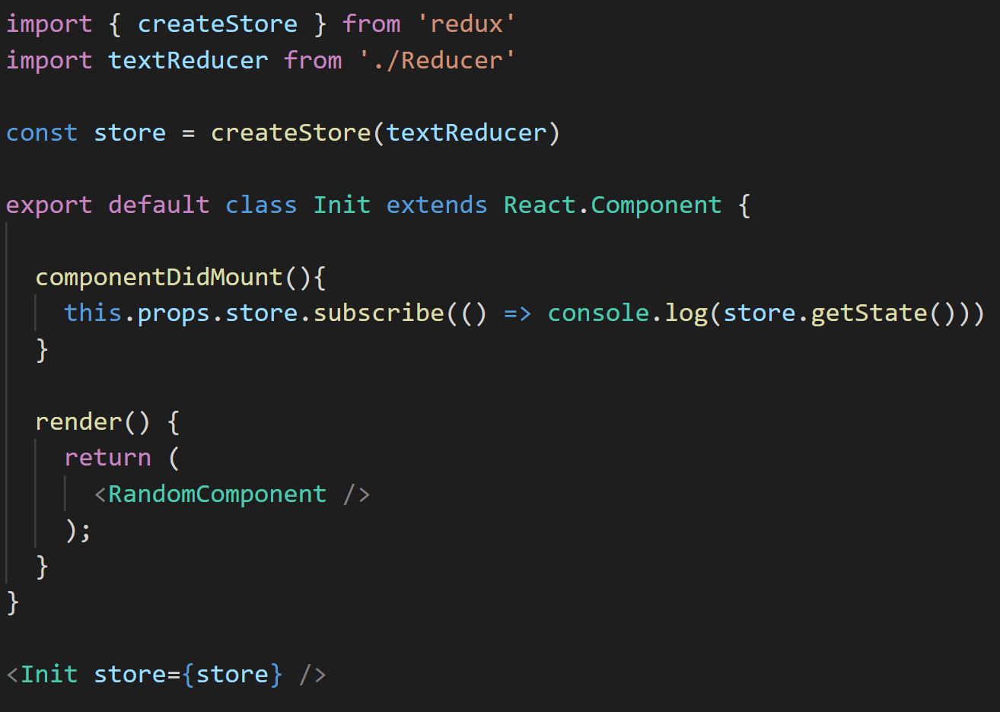 import { createStore } from 'redux'
import textReducer from './Reducer'
const store = createStore(textReducer)
export default class Init extends React.Component {
componentDidMount(){
this.props.store.subscribe(() => console.log(store.getState()))
}
render() {
return (
<RandomComponent />
);
}
}
<Init store={store} />